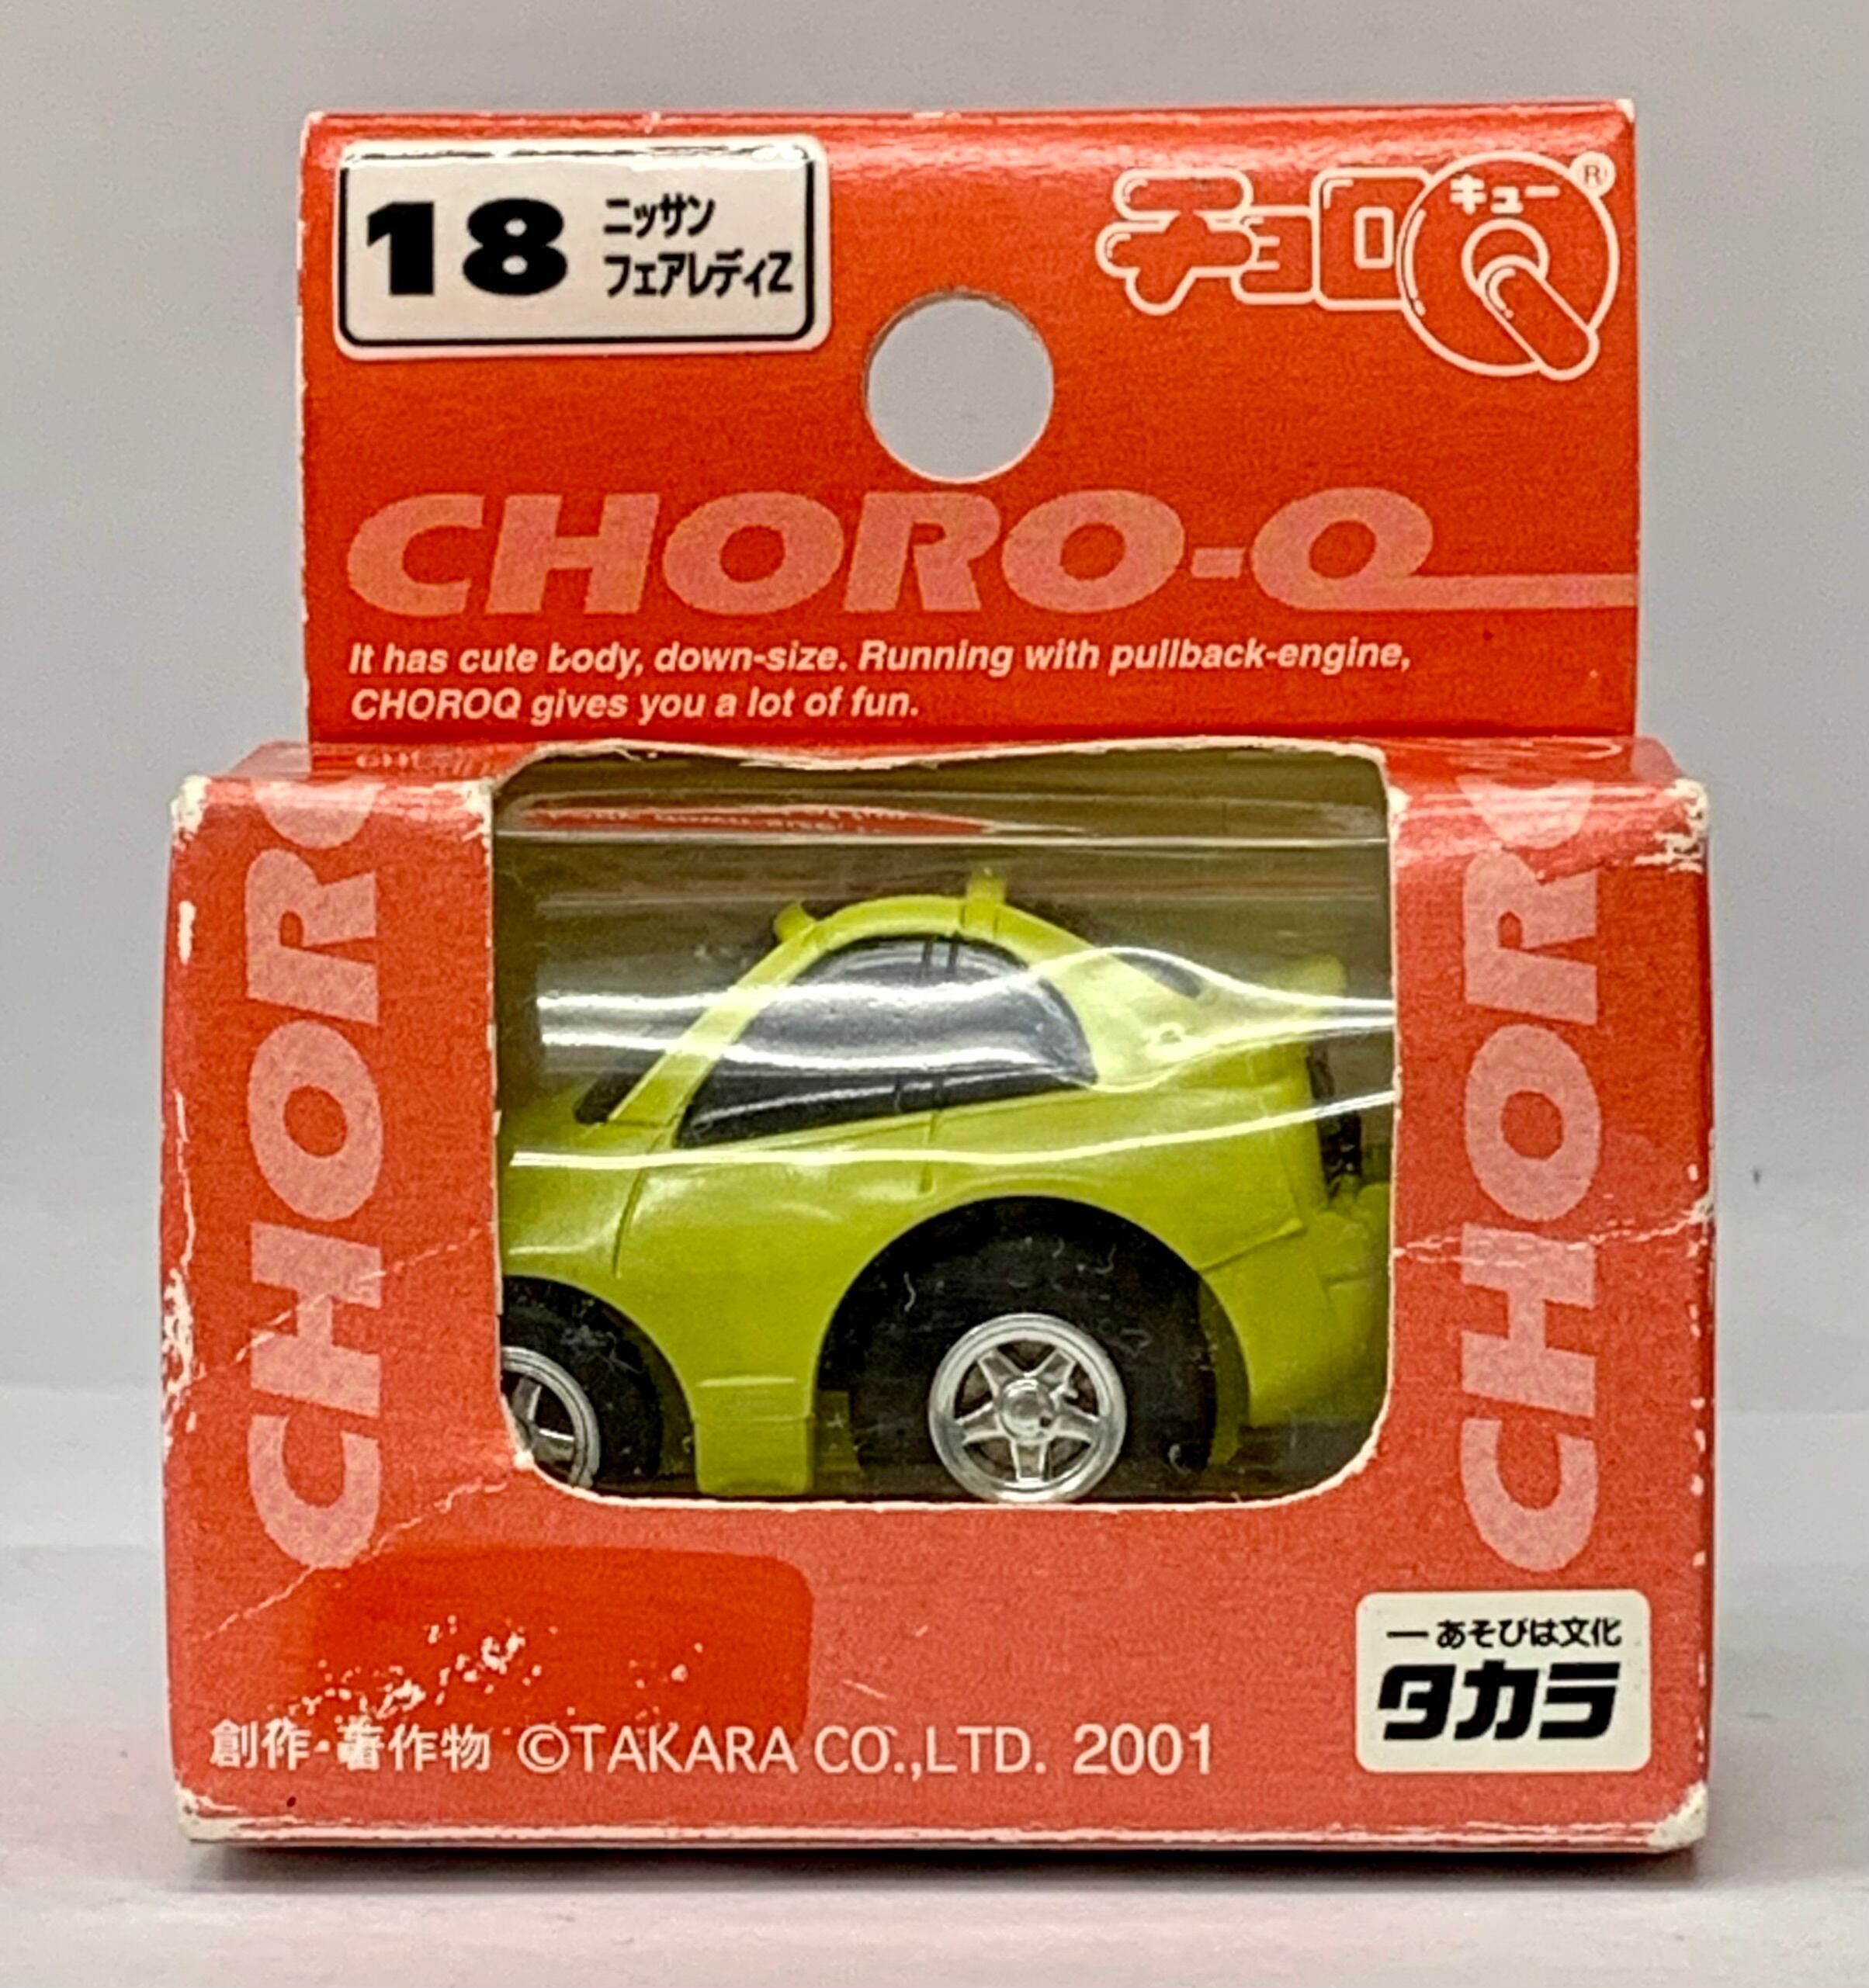 18 ニッサン
フェアレディZ
チョロキュー®
CHORO-Q
It has cute body, down-size. Running with pullback-engine,
CHOROQ gives you a lot of fun.
CHORO
CHORO
一あそびは文化
タカラ
創作・著作物 ©TAKARA CO.,LTD. 2001